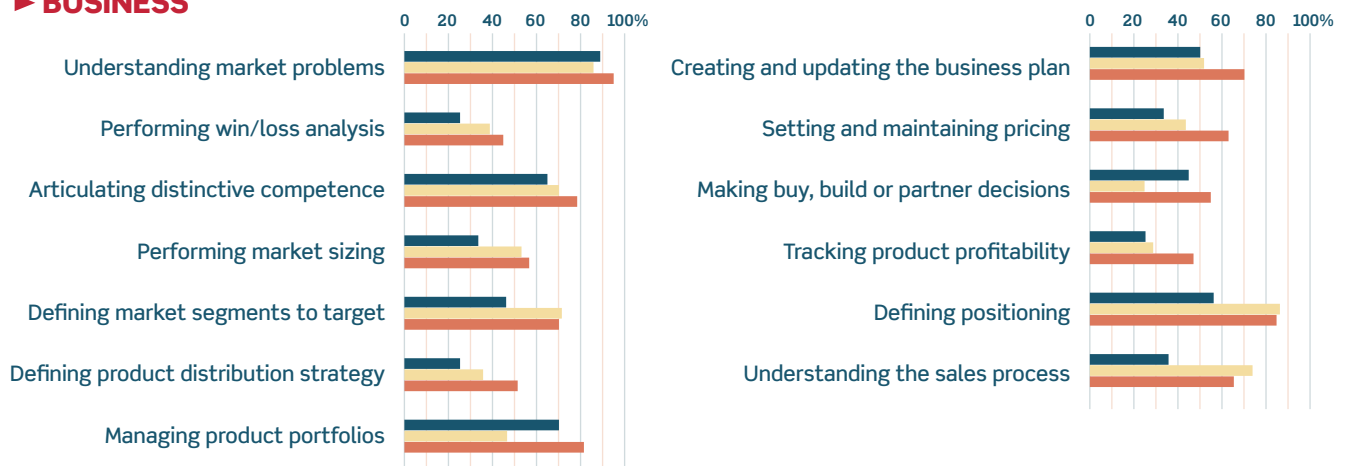 BUSINESS
0 20 40 60 80 100%
Understanding market problems
Performing win/loss analysis
Articulating distinctive competence
Performing market sizing
Defining market segments to target
Defining product distribution strategy
Managing product portfolios
0 20 40 60 80 100%
Creating and updating the business plan
Setting and maintaining pricing
Making buy, build or partner decisions
Tracking product profitability
Defining positioning
Understanding the sales process